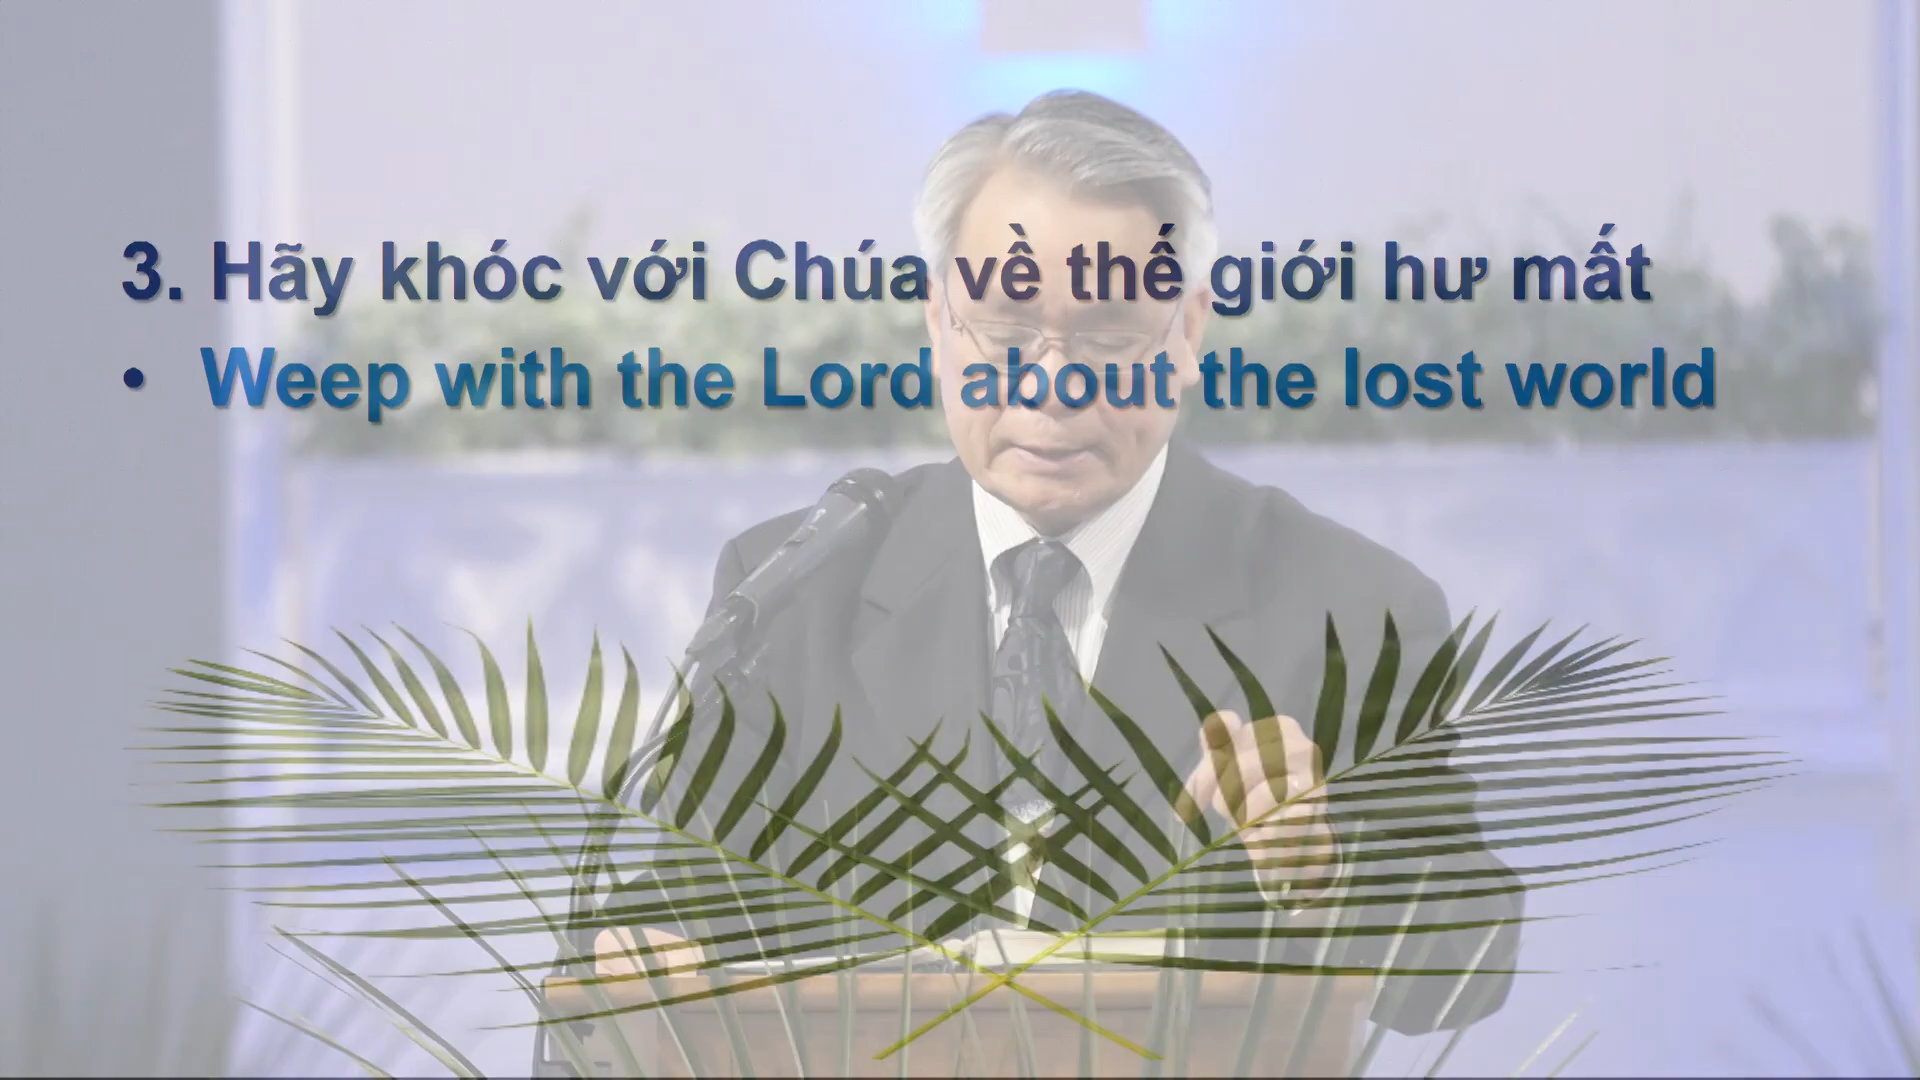 3. Hãy khóc với Chúa về thế giới hư mất
• Weep with the Lord about the lost world